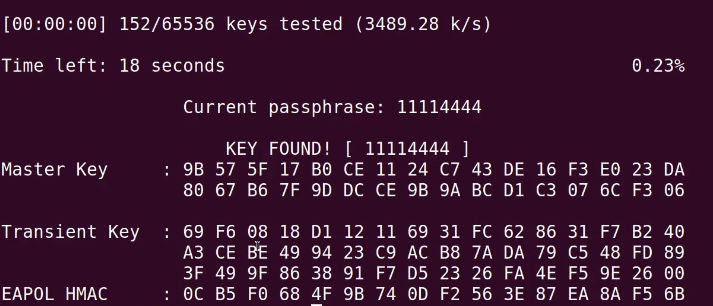 [00:00:00] 152/65536 keys tested (3489.28 k/s)
Time left: 18 seconds 0.23%
Current passphrase: 11114444
KEY FOUND! [ 11114444 ]
Master Key : 9B 57 5F 17 B0 CE 11 24 C7 43 DE 16 F3 E0 23 DA
80 67 B6 7F 9D DC CE 9B 9A BC D1 C3 07 6C F3 06
Transient Key : 69 F6 08 18 D1 12 11 69 31 FC 62 86 31 F7 B2 40
A3 CE BE 49 94 23 C9 AC B8 7A DA 79 C5 48 FD 89
3F 49 9F 86 38 91 F7 D5 23 26 FA 4E F5 9E 26 00
EAPOL HMAC : 0C B5 F0 68 4F 9B 74 0D F2 56 3E 87 EA 8A F5 6B